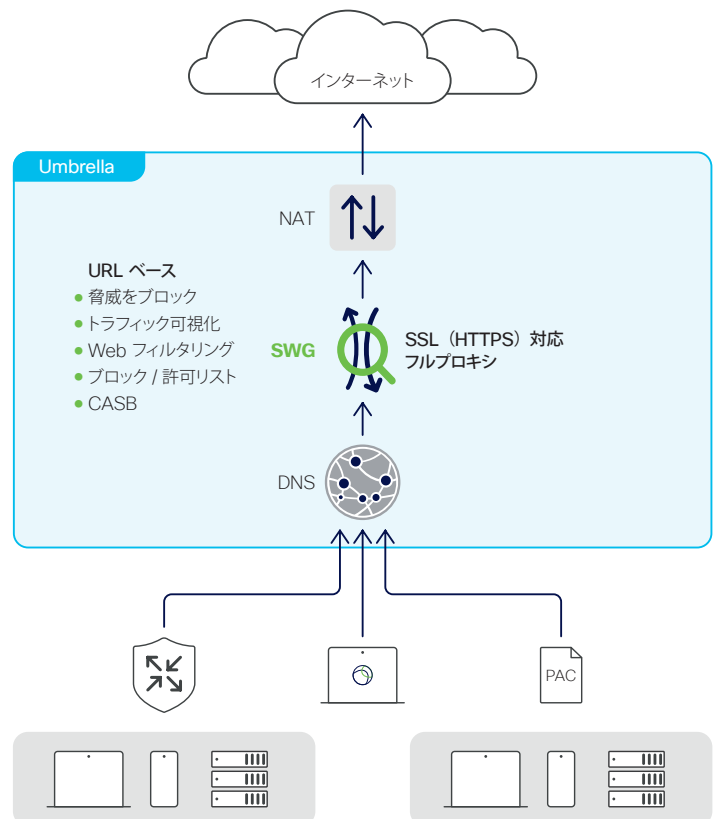 インターネット
Umbrella
NAT
URL ベース
脅威をブロック
トラフィック可視化
Web フィルタリング
ブロック / 許可リスト
CASB
SWG
SSL（HTTPS）対応
フルプロキシ
DNS
PAC